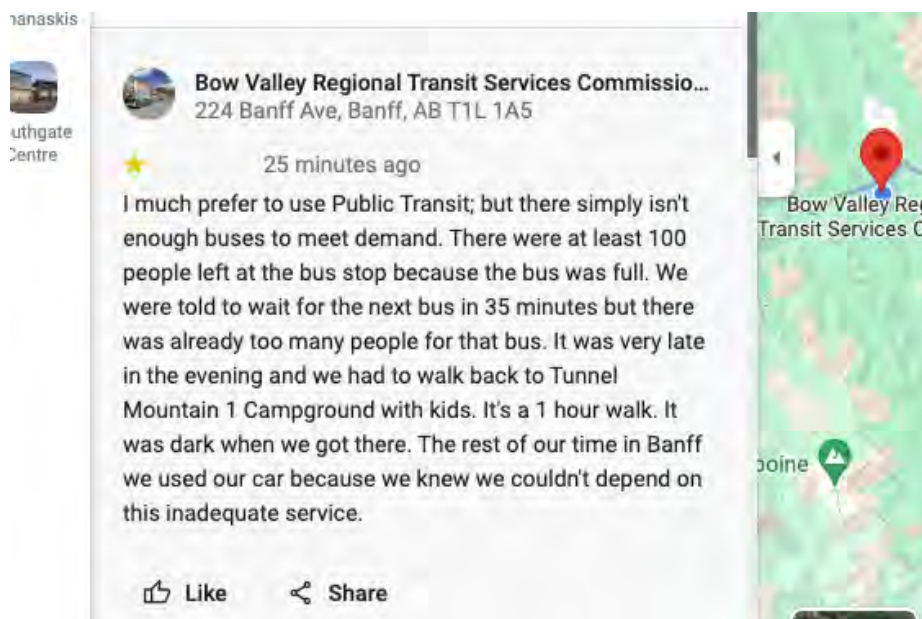 Bow Valley Regional Transit Services Commissio...
224 Banff Ave, Banff, AB T1L 1A5
25 minutes ago
I much prefer to use Public Transit; but there simply isn't
enough buses to meet demand. There were at least 100
people left at the bus stop because the bus was full. We
were told to wait for the next bus in 35 minutes but there
was already too many people for that bus. It was very late
in the evening and we had to walk back to Tunnel
Mountain 1 Campground with kids. It's a 1 hour walk. It
was dark when we got there. The rest of our time in Banff
we used our car because we knew we couldn't depend on
this inadequate service.
Like
Share
Centre
Bow Valley
Transit Services